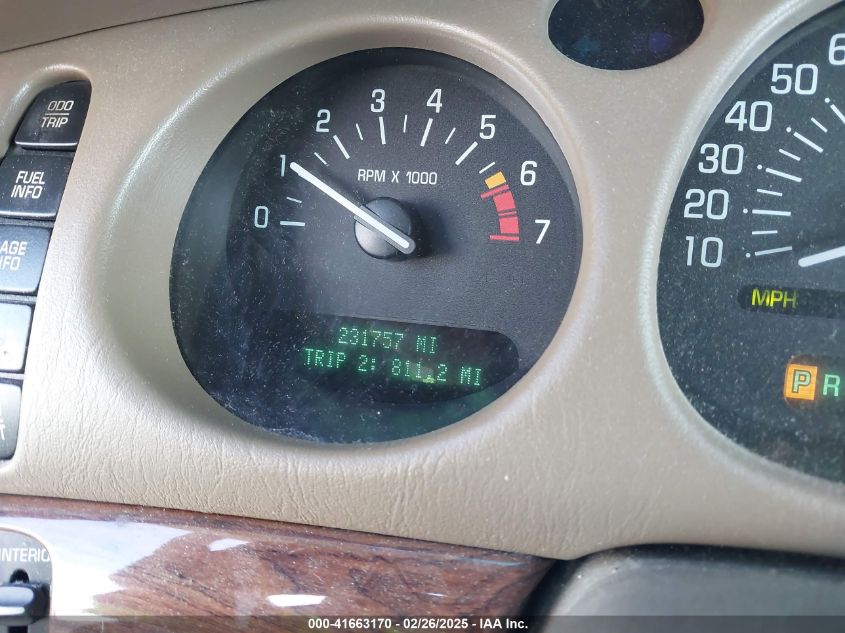 ODO
TRIP
FUEL
INFO
AGE
NFO
0
1
2
3
4
5
6
7
RPM X 1000
231757 MI
TRIP 2: 811.2 MI
10
20
30
40
50
6
MPH
P R
INTERIO
000-41663170 - 02/26/2025 - IAA Inc.